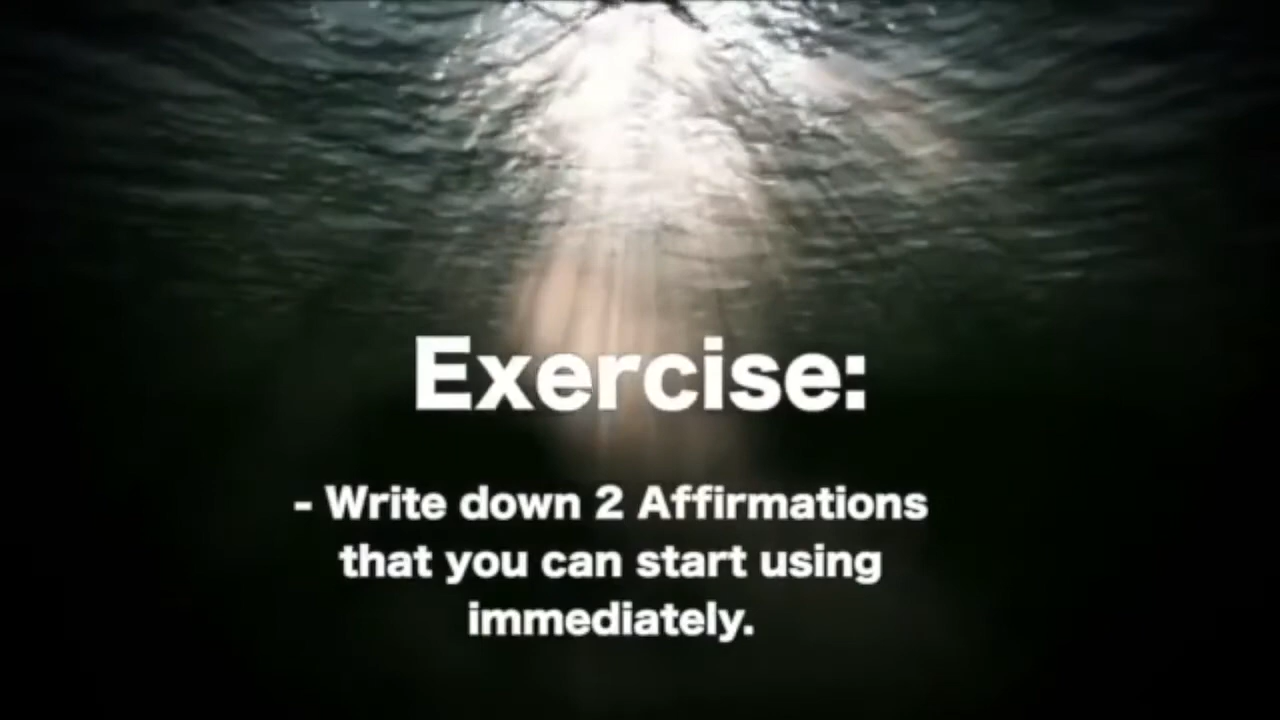 Exercise:
- Write down 2 Affirmations
that you can start using
immediately.